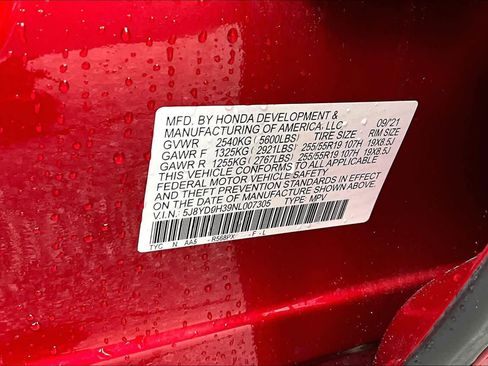 MFD. BY HONDA DEVELOPMENT & 09/21
MANUFACTURING OF AMERICA, LLC
GVWR 2540KG ( 5600LBS) TIRE SIZE RIM SIZE
GAWR F 1325KG ( 2921LBS) 255/55R19 107H 19X8.5J
GAWR R 1255KG ( 2767LBS) 255/55R19 107H 19X8.5J
THIS VEHICLE CONFORMS TO ALL APPLICABLE
FEDERAL MOTOR VEHICLE SAFETY
AND THEFT PREVENTION STANDARDS IN EFFECT
ON THE DATE OF MANUFACTURE SHOWN ABOVE.
V.I.N.: 5J8YD9H39NL007305 TYPE: MPV
TYC N AA5 - R568PX - F - L